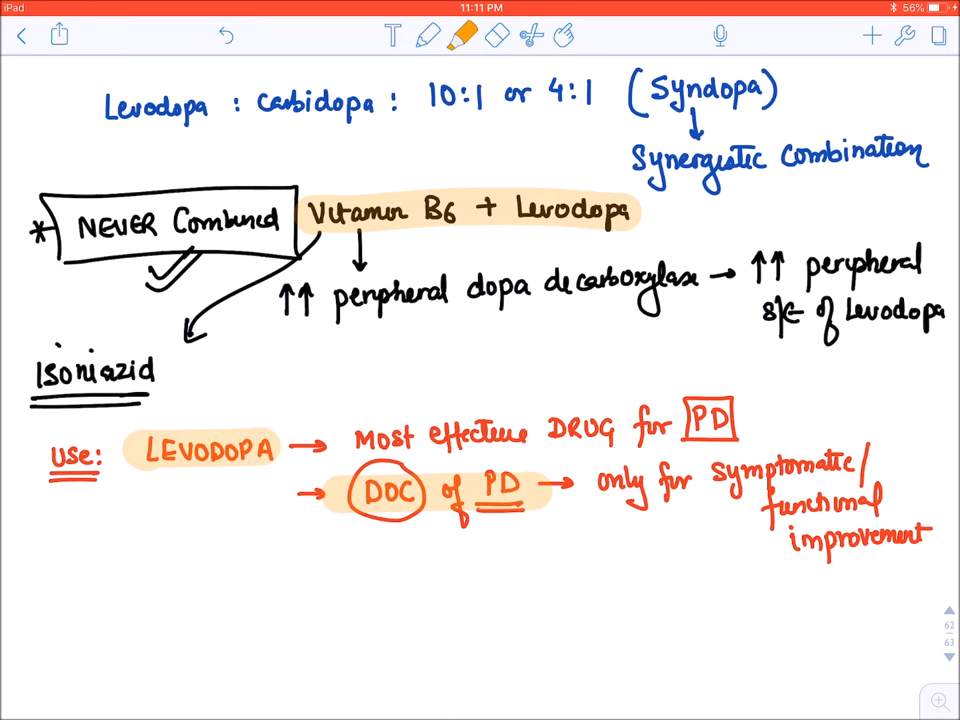 iPad 11:11 PM 56%
Levodopa : Carbidopa : 10:1 or 4:1 (Syndopa)
Synergistic Combination
* NEVER Combined Vitamin B6 + Levodopa
↑↑ peripheral dopa decarboxylase → ↑↑ peripheral
S/E of Levodopa
Isoniazid
Use: LEVODOPA → MOST effective DRUG for PD
→ DOC of PD → only for symptomatic/
functional
improvement
62
63